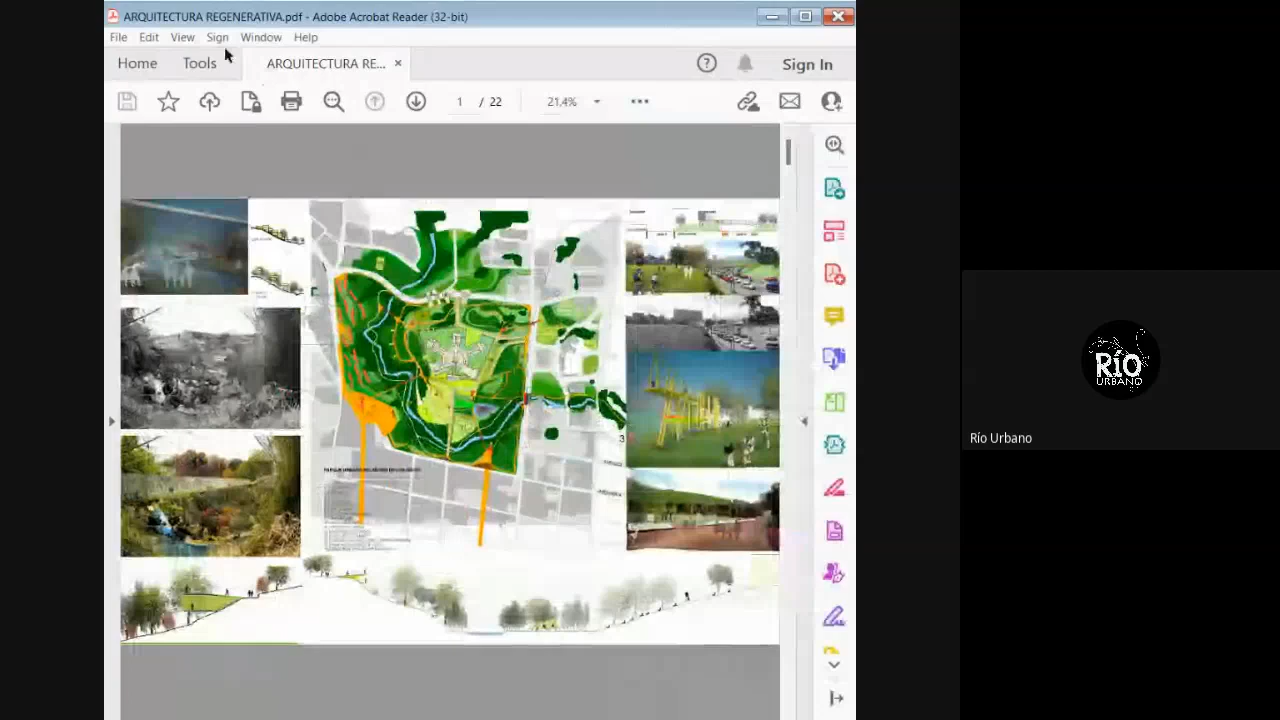 ARQUITECTURA REGENERATIVA.pdf - Adobe Acrobat Reader (32-bit)
File Edit View Sign Window Help
Home Tools ARQUITECTURA RE... × Sign In
1 / 22 21.4%
RÍO
URBANO
Río Urbano